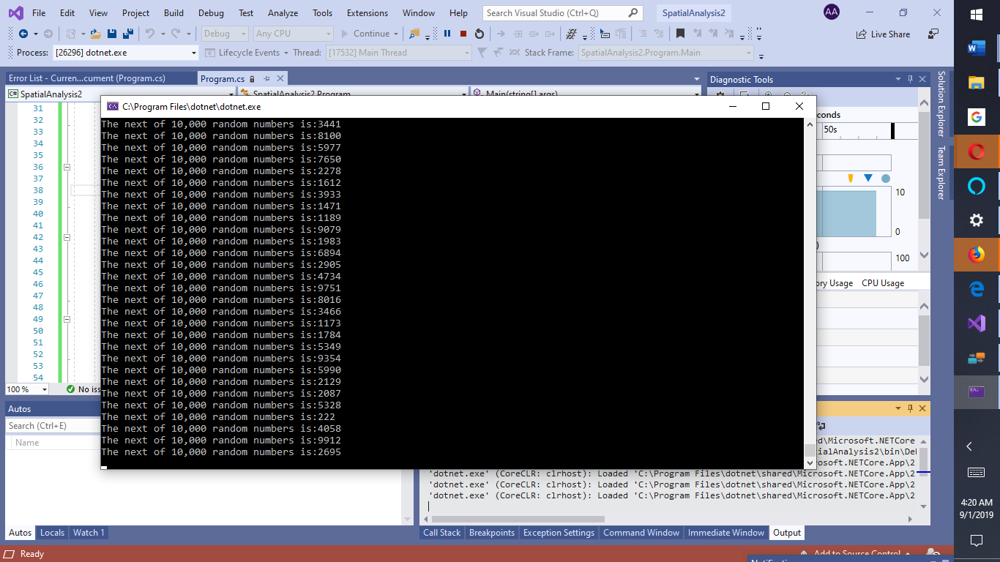 File Edit View Project Build Debug Test Analyze Tools Extensions Window Help Search Visual Studio (Ctrl+Q) SpatialAnalysis2 AA
Debug Any CPU Continue Live Share
Process: [26296] dotnet.exe Lifecycle Events Thread: [17532] Main Thread Stack Frame: SpatialAnalysis2.Program.Main
Error List - Curren...cument (Program.cs) Program.cs Diagnostic Tools
C# SpatialAnalysis2 SpatialAnalysis2.Program Main(string[] args)
C:\Program Files\dotnet\dotnet.exe
The next of 10,000 random numbers is:3441
The next of 10,000 random numbers is:8100
The next of 10,000 random numbers is:5977
The next of 10,000 random numbers is:7650
The next of 10,000 random numbers is:2278
The next of 10,000 random numbers is:1612
The next of 10,000 random numbers is:3933
The next of 10,000 random numbers is:1471
The next of 10,000 random numbers is:1189
The next of 10,000 random numbers is:9079
The next of 10,000 random numbers is:1983
The next of 10,000 random numbers is:6894
The next of 10,000 random numbers is:2905
The next of 10,000 random numbers is:4734
The next of 10,000 random numbers is:9751
The next of 10,000 random numbers is:8016
The next of 10,000 random numbers is:3466
The next of 10,000 random numbers is:1173
The next of 10,000 random numbers is:1784
The next of 10,000 random numbers is:5349
The next of 10,000 random numbers is:9354
The next of 10,000 random numbers is:5990
The next of 10,000 random numbers is:2129
The next of 10,000 random numbers is:2087
The next of 10,000 random numbers is:5328
The next of 10,000 random numbers is:222
The next of 10,000 random numbers is:4058
The next of 10,000 random numbers is:9912
The next of 10,000 random numbers is:2695
31
32
33
34
35
36
37
38
39
40
41
42
43
44
45
46
47
48
49
50
51
52
53
54
100 % No iss
conds
50s
10
0
100
ory Usage CPU Usage
Solution Explorer
Team Explorer
Autos
Search (Ctrl+E)
Name
Autos Locals Watch 1
ed\Microsoft.NETCore
ialAnalysis2\bin\De
osoft.NETCore.App\2
'dotnet.exe' (CoreCLR: clrhost): Loaded 'C:\Program Files\dotnet\shared\Microsoft.NETCore.App\2
'dotnet.exe' (CoreCLR: clrhost): Loaded 'C:\Program Files\dotnet\shared\Microsoft.NETCore.App\2
'dotnet.exe' (CoreCLR: clrhost): Loaded 'C:\Program Files\dotnet\shared\Microsoft.NETCore.App\2
Call Stack Breakpoints Exception Settings Command Window Immediate Window Output
Ready Add to Source Control
4:20 AM
9/1/2019